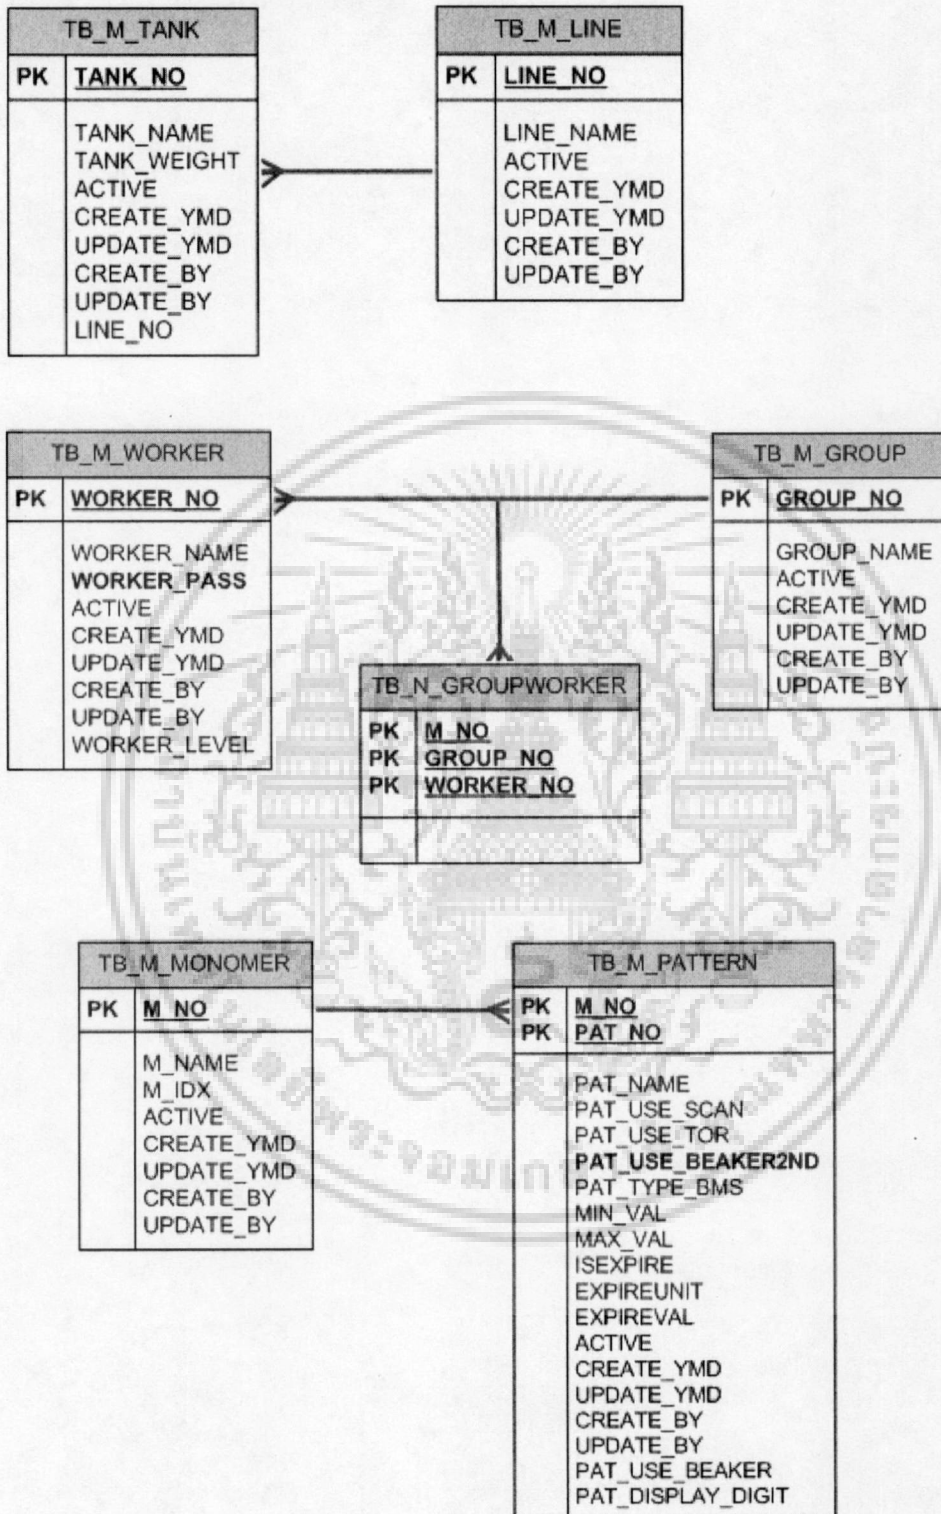 TB_M_TANK
PK TANK_NO
TANK_NAME
TANK_WEIGHT
ACTIVE
CREATE_YMD
UPDATE_YMD
CREATE_BY
UPDATE_BY
LINE_NO
TB_M_LINE
PK LINE_NO
LINE_NAME
ACTIVE
CREATE_YMD
UPDATE_YMD
CREATE_BY
UPDATE_BY
TB_M_WORKER
PK WORKER_NO
WORKER_NAME
WORKER_PASS
ACTIVE
CREATE_YMD
UPDATE_YMD
CREATE_BY
UPDATE_BY
WORKER_LEVEL
TB_M_GROUP
PK GROUP_NO
GROUP_NAME
ACTIVE
CREATE_YMD
UPDATE_YMD
CREATE_BY
UPDATE_BY
TB_N_GROUPWORKER
PK M_NO
PK GROUP_NO
PK WORKER_NO
TB_M_MONOMER
PK M_NO
M_NAME
M_IDX
ACTIVE
CREATE_YMD
UPDATE_YMD
CREATE_BY
UPDATE_BY
TB_M_PATTERN
PK M_NO
PK PAT_NO
PAT_NAME
PAT_USE_SCAN
PAT_USE_TOR
PAT_USE_BEAKER2ND
PAT_TYPE_BMS
MIN_VAL
MAX_VAL
ISEXPIRE
EXPIREUNIT
EXPIREVAL
ACTIVE
CREATE_YMD
UPDATE_YMD
CREATE_BY
UPDATE_BY
PAT_USE_BEAKER
PAT_DISPLAY_DIGIT